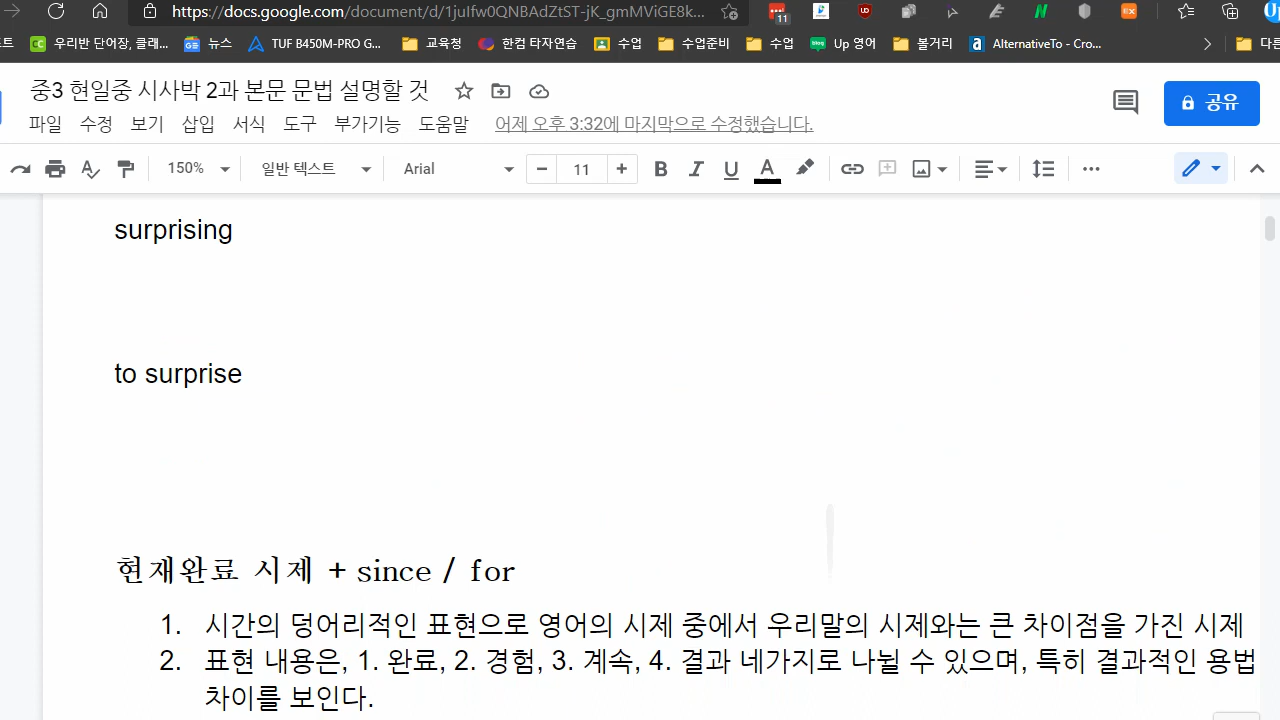 https://docs.google.com/document/d/1julfw0QNBAdZtST-jK_gmMViGE8k...
11
우리반 단어장, 클래...
뉴스
TUF B450M-PRO G...
교육청
한컴 타자연습
수업
수업준비
수업
Up 영어
볼거리
AlternativeTo - Cro...
다른
중3 현일중 시사박 2과 본문 문법 설명할 것
파일 수정 보기 삽입 서식 도구 부가기능 도움말 어제 오후 3:32에 마지막으로 수정했습니다.
공유
150% 일반 텍스트 Arial − 11 + B I U A
surprising
to surprise
현재완료 시제 + since / for
1. 시간의 덩어리적인 표현으로 영어의 시제 중에서 우리말의 시제와는 큰 차이점을 가진 시제
2. 표현 내용은, 1. 완료, 2. 경험, 3. 계속, 4. 결과 네가지로 나뉠 수 있으며, 특히 결과적인 용법
차이를 보인다.